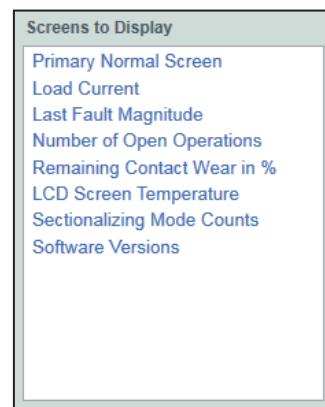 Screens to Display
Primary Normal Screen
Load Current
Last Fault Magnitude
Number of Open Operations
Remaining Contact Wear in %
LCD Screen Temperature
Sectionalizing Mode Counts
Software Versions